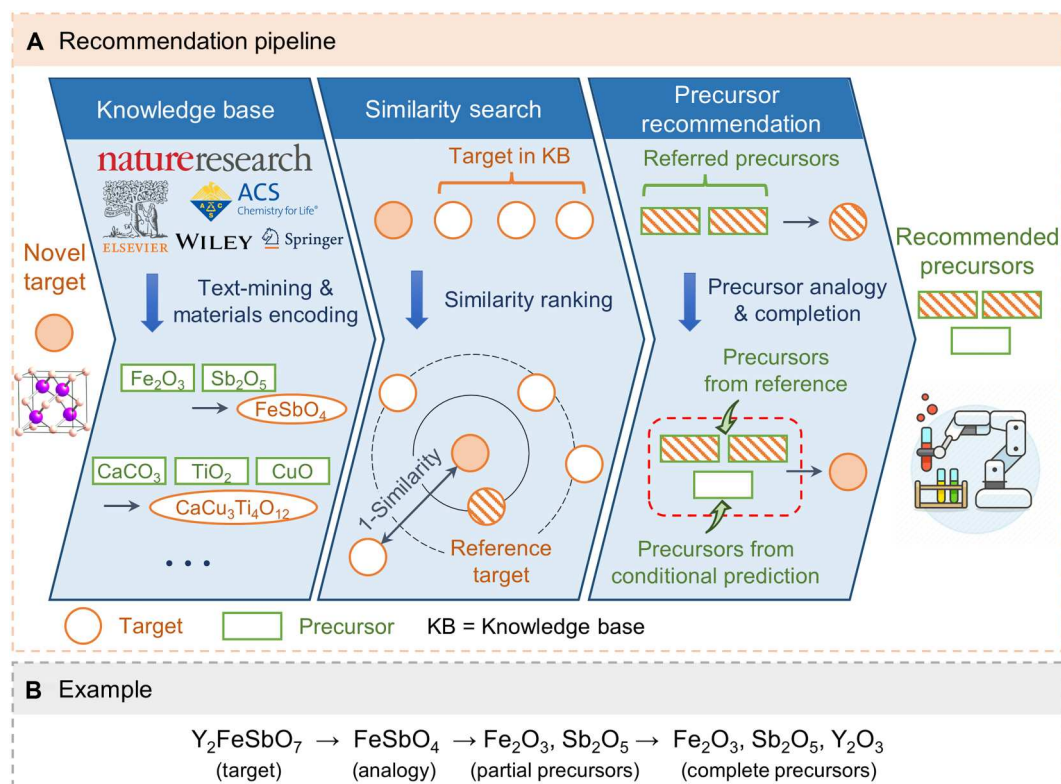 A Recommendation pipeline
Knowledge base
natureresearch
ELSEVIER
ACS
Chemistry for Life®
WILEY
Springer
Text-mining &
materials encoding
Fe₂O₃
Sb₂O₅
FeSbO₄
CaCO₃
TiO₂
CuO
CaCu₃Ti₄O₁₂
• • •
Similarity search
Target in KB
Similarity ranking
1-Similarity
Reference
target
Precursor
recommendation
Referred precursors
Precursor analogy
& completion
Precursors
from reference
Precursors from
conditional prediction
Novel
target
Recommended
precursors
Target
Precursor
KB = Knowledge base
B Example
Y₂FeSbO₇ → FeSbO₄ → Fe₂O₃, Sb₂O₅ → Fe₂O₃, Sb₂O₅, Y₂O₃
(target) (analogy) (partial precursors) (complete precursors)